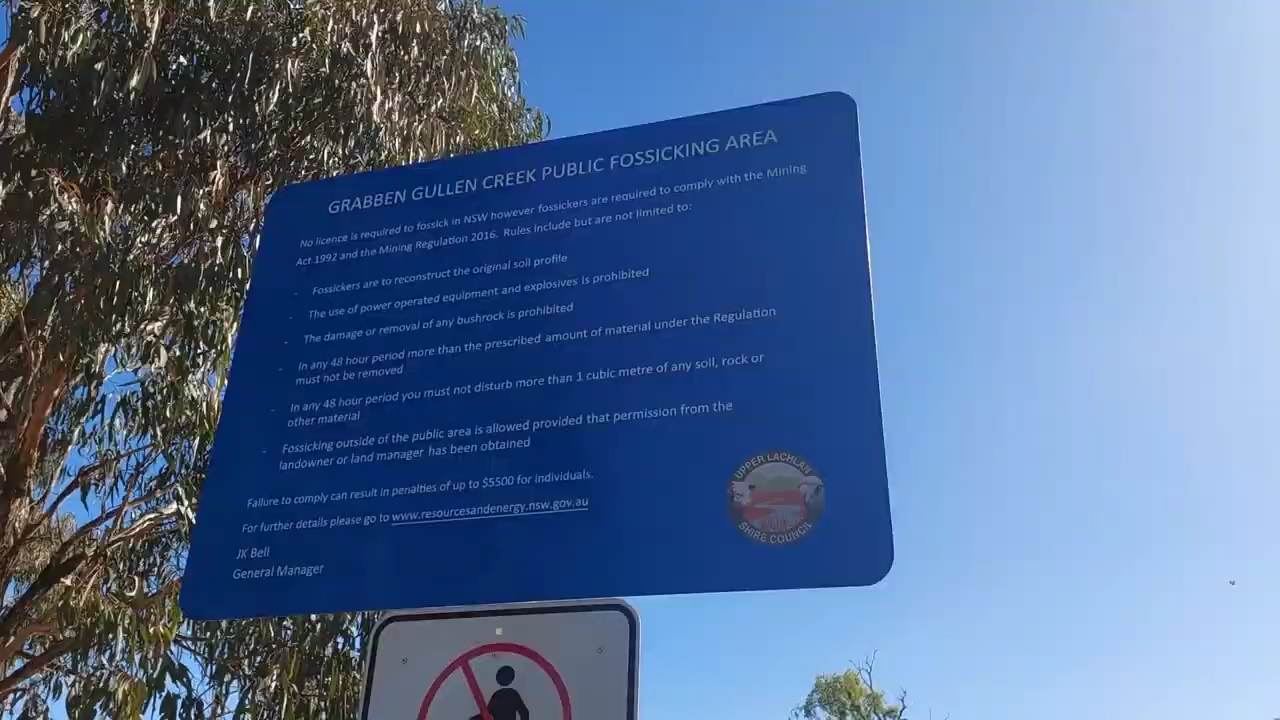 GRABBEN GULLEN CREEK PUBLIC FOSSICKING AREA
No licence is required to fossick in NSW however fossickers are required to comply with the Mining
Act 1992 and the Mining Regulation 2016. Rules include but are not limited to:
- Fossickers are to reconstruct the original soil profile
- The use of power operated equipment and explosives is prohibited
- The damage or removal of any bushrock is prohibited
- In any 48 hour period more than the prescribed amount of material under the Regulation
must not be removed
- In any 48 hour period you must not disturb more than 1 cubic metre of any soil, rock or
other material
- Fossicking outside of the public area is allowed provided that permission from the
landowner or land manager has been obtained
Failure to comply can result in penalties of up to $5500 for individuals.
For further details please go to www.resourcesandenergy.nsw.gov.au
JK Bell
General Manager
UPPER LACHLAN
SHIRE COUNCIL